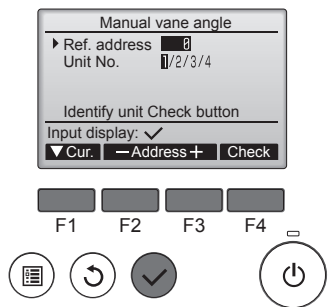 Manual vane angle
Ref. address 0
Unit No. 1/2/3/4
Identify unit Check button
Input display: ✓
▼Cur. −Address+ Check
F1 F2 F3 F4